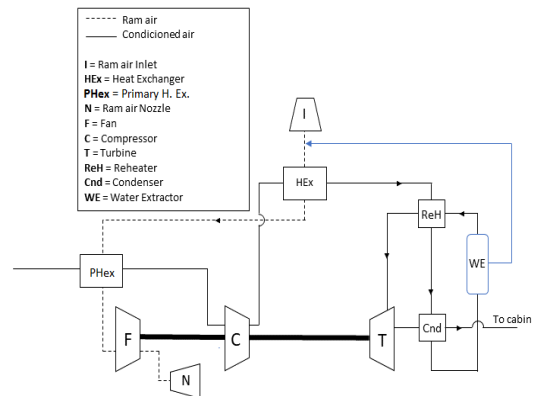 Ram air
Condicioned air
I = Ram air Inlet
HEx = Heat Exchanger
PHex = Primary H. Ex.
N = Ram air Nozzle
F = Fan
C = Compressor
T = Turbine
ReH = Reheater
Cnd = Condenser
WE = Water Extractor
I
HEx
ReH
WE
PHex
To cabin
F
C
T
Cnd
N